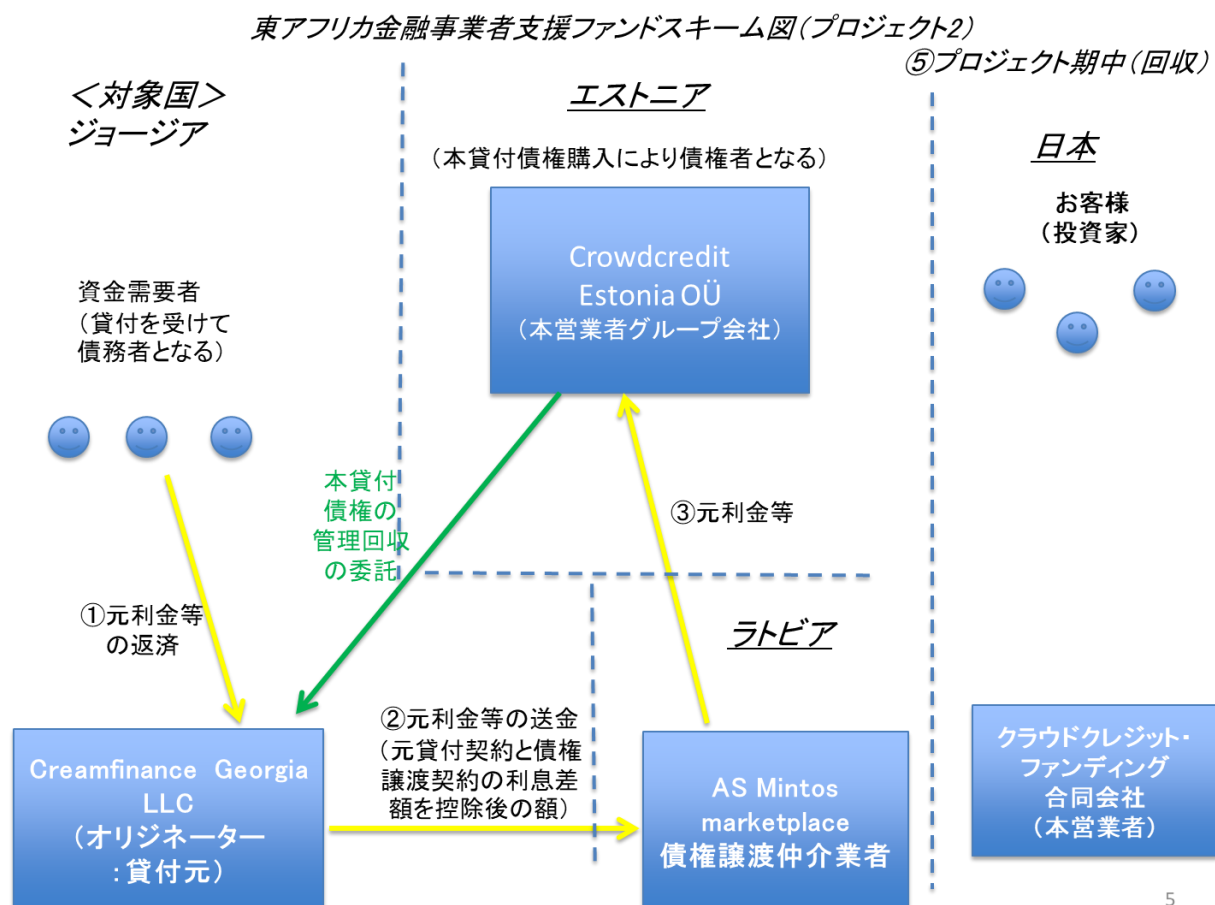 東アフリカ金融事業者支援ファンドスキーム図(プロジェクト2)
⑤プロジェクト期中(回収)
<対象国>
ジョージア
エストニア
日本
(本貸付債権購入により債権者となる)
お客様
(投資家)
Crowdcredit
Estonia OÜ
(本営業者グループ会社)
資金需要者
(貸付を受けて
債務者となる)
本貸付
債権の
管理回収
の委託
③元利金等
①元利金等
の返済
ラトビア
②元利金等の送金
(元貸付契約と債権
譲渡契約の利息差
額を控除後の額)
Creamfinance Georgia
LLC
(オリジネーター
:貸付元)
AS Mintos
marketplace
債権譲渡仲介業者
クラウドクレジット・
ファンディング
合同会社
(本営業者)
5